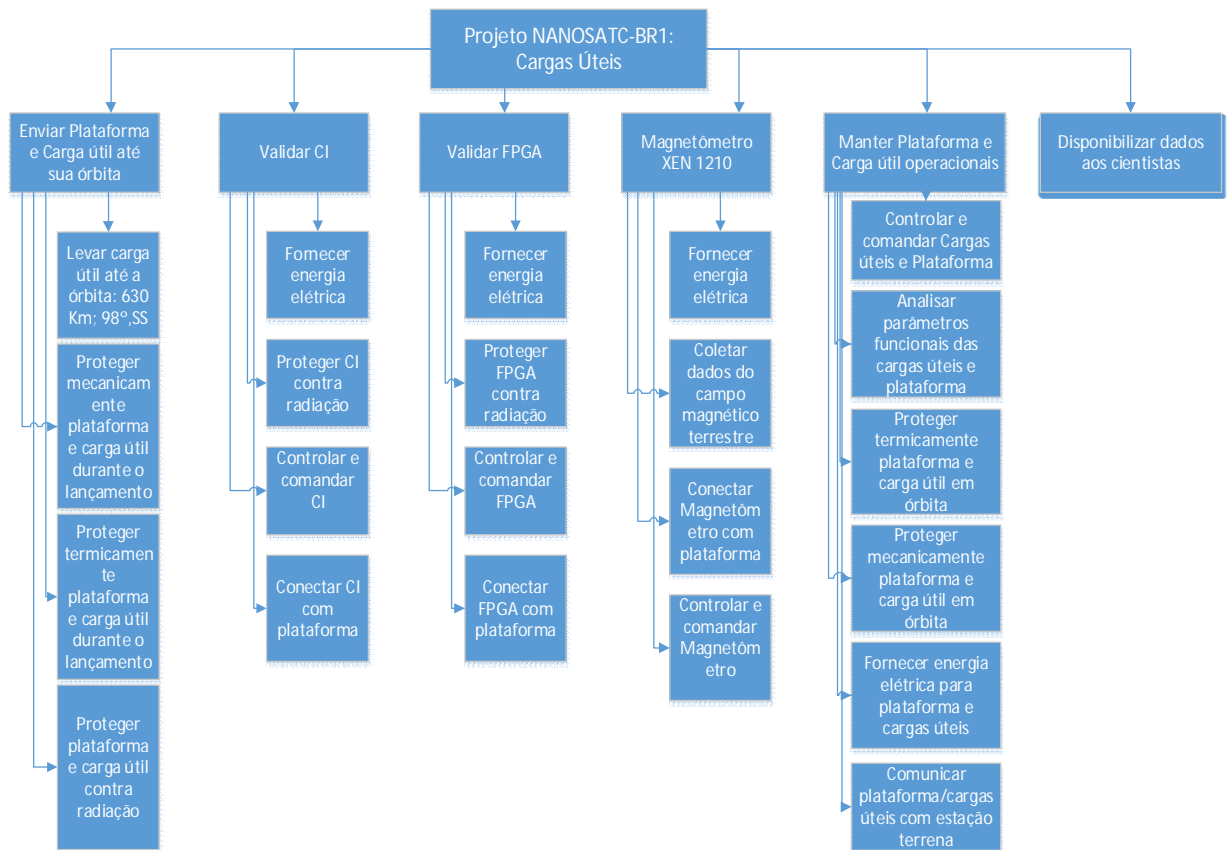 Projeto NANOSATC-BR1:
Cargas Úteis
Enviar Plataforma
e Carga útil até
sua órbita
Validar CI
Validar FPGA
Magnetômetro
XEN 1210
Manter Plataforma e
Carga útil operacionais
Disponibilizar dados
aos cientistas
Levar carga
útil até a
órbita: 630
Km; 98º,SS
Proteger
mecanicam
ente
plataforma
e carga útil
durante o
lançamento
Proteger
termicamen
te
plataforma
e carga útil
durante o
lançamento
Proteger
plataforma
e carga útil
contra
radiação
Fornecer
energia
elétrica
Proteger CI
contra
radiação
Controlar e
comandar
CI
Conectar CI
com
plataforma
Fornecer
energia
elétrica
Proteger
FPGA
contra
radiação
Controlar e
comandar
FPGA
Conectar
FPGA com
plataforma
Fornecer
energia
elétrica
Coletar
dados do
campo
magnético
terrestre
Conectar
Magnetôm
etro com
plataforma
Controlar e
comandar
Magnetôm
etro
Controlar e
comandar Cargas
úteis e Plataforma
Analisar
parâmetros
funcionais das
cargas úteis e
plataforma
Proteger
termicamente
plataforma e
carga útil em
órbita
Proteger
mecanicamente
plataforma e
carga útil em
órbita
Fornecer energia
elétrica para
plataforma e
cargas úteis
Comunicar
plataforma/cargas
úteis com estação
terrena